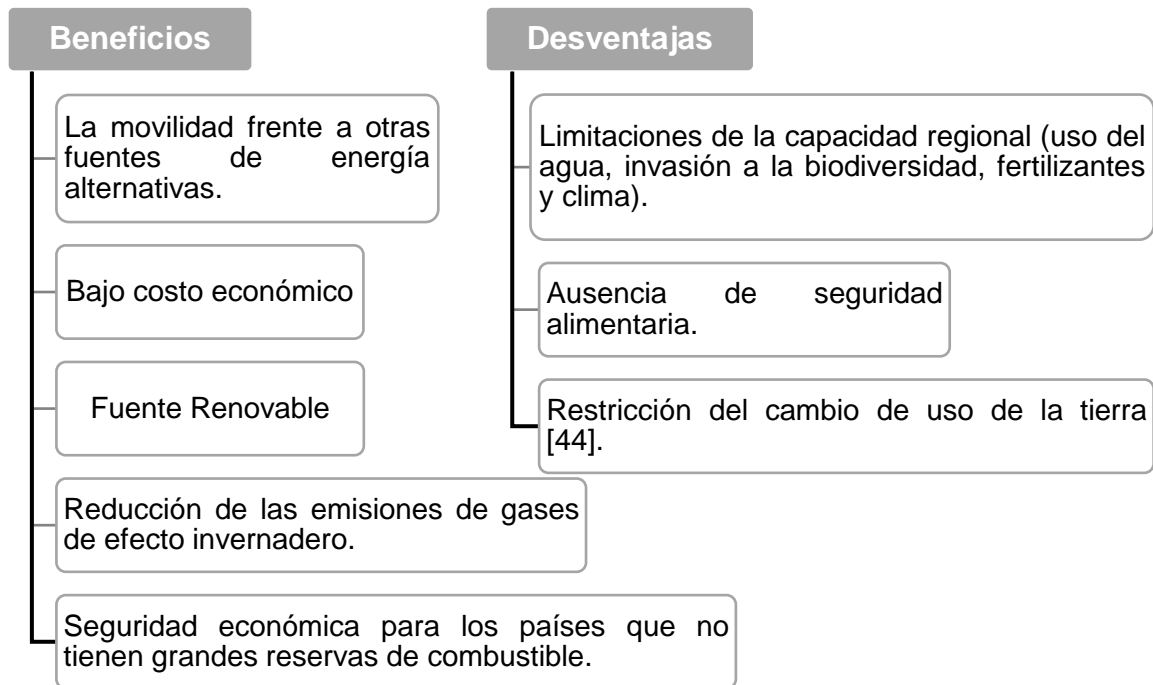 Beneficios
La movilidad frente a otras
fuentes de energía
alternativas.
Bajo costo económico
Fuente Renovable
Reducción de las emisiones de gases
de efecto invernadero.
Seguridad económica para los países que no
tienen grandes reservas de combustible.
Desventajas
Limitaciones de la capacidad regional (uso del
agua, invasión a la biodiversidad, fertilizantes
y clima).
Ausencia de seguridad
alimentaria.
Restricción del cambio de uso de la tierra
[44].